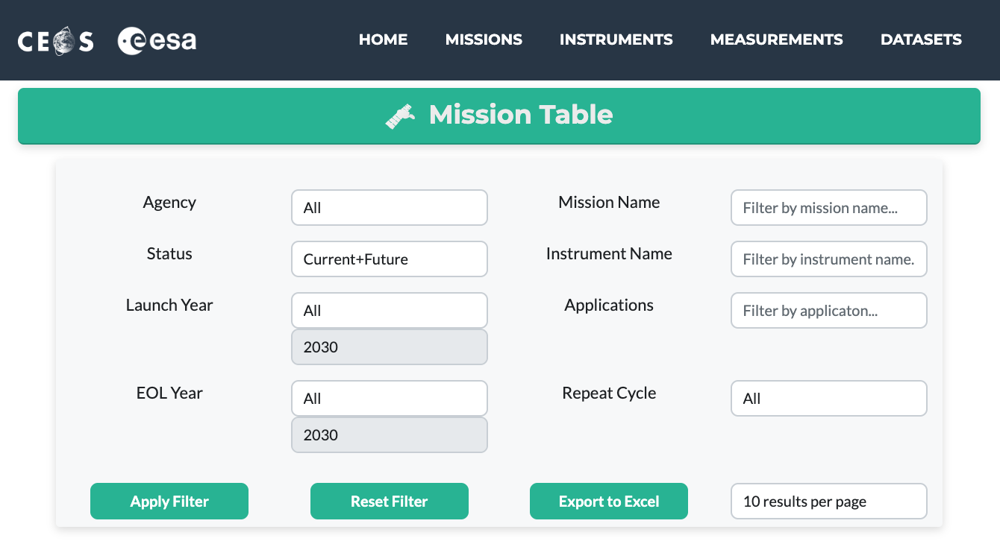 CEOS esa HOME MISSIONS INSTRUMENTS MEASUREMENTS DATASETS
Mission Table
Agency All Mission Name Filter by mission name...
Status Current+Future Instrument Name Filter by instrument name.
Launch Year All Applications Filter by applicaton...
2030
EOL Year All Repeat Cycle All
2030
Apply Filter Reset Filter Export to Excel 10 results per page